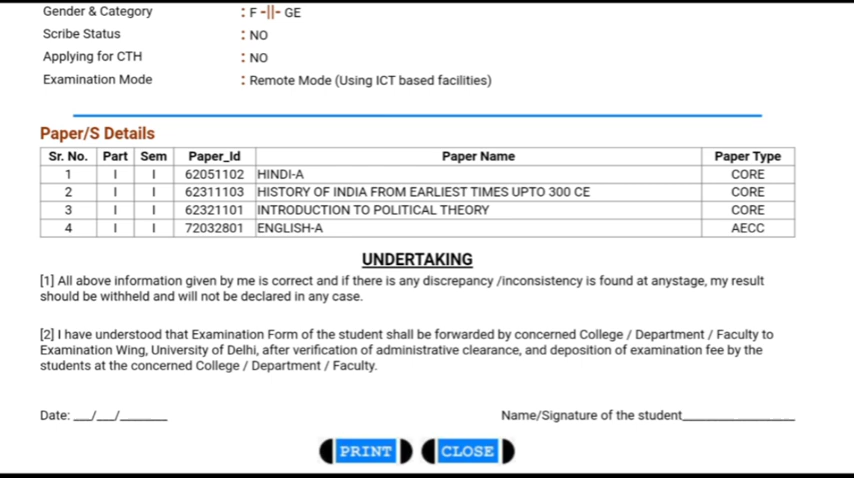 Gender & Category : F -||- GE
Scribe Status : NO
Applying for CTH : NO
Examination Mode : Remote Mode (Using ICT based facilities)
Paper/S Details
Sr. No. Part Sem Paper_Id Paper Name Paper Type
1 I I 62051102 HINDI-A CORE
2 I I 62311103 HISTORY OF INDIA FROM EARLIEST TIMES UPTO 300 CE CORE
3 I I 62321101 INTRODUCTION TO POLITICAL THEORY CORE
4 I I 72032801 ENGLISH-A AECC
UNDERTAKING
[1] All above information given by me is correct and if there is any discrepancy /inconsistency is found at anystage, my result
should be withheld and will not be declared in any case.
[2] I have understood that Examination Form of the student shall be forwarded by concerned College / Department / Faculty to
Examination Wing, University of Delhi, after verification of administrative clearance, and deposition of examination fee by the
students at the concerned College / Department / Faculty.
Date: ___/___/_______ Name/Signature of the student_________________
PRINT CLOSE